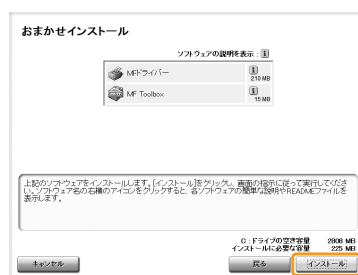 おまかせインストール
ソフトウェアの説明を表示 : i
MFドライバー
i
210 MB
MF Toolbox
i
15 MB
上記のソフトウェアをインストールします。[インストール]をクリックし、画面の指示に従って実行してくださ
い。ソフトウェア名の右横のアイコンをクリックすると、各ソフトウェアの簡単な説明やREADMEファイルを
表示します。
C : ドライブの空き容量 2808 MB
インストールに必要な容量 225 MB
キャンセル
戻る
インストール